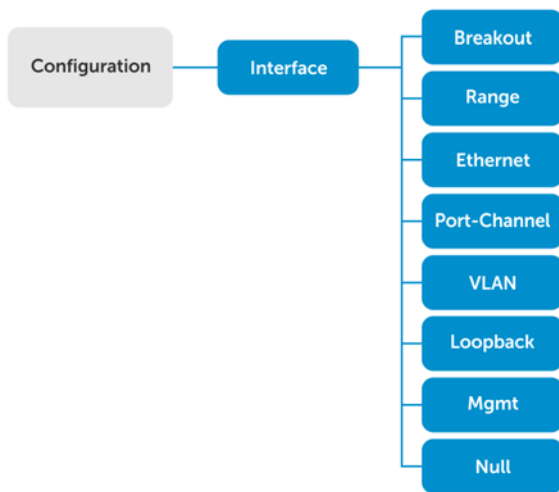 Configuration
Interface
Breakout
Range
Ethernet
Port-Channel
VLAN
Loopback
Mgmt
Null